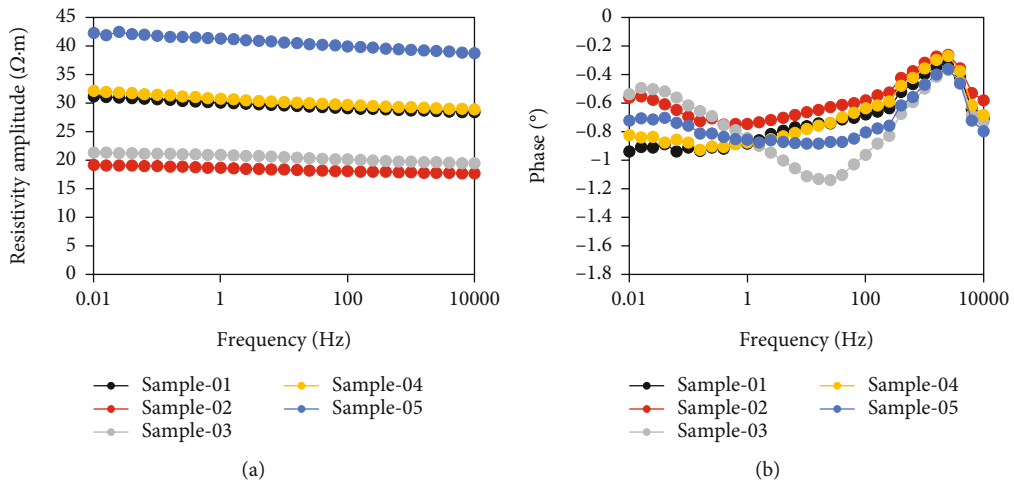 Resistivity amplitude (Ω·m)
45
40
35
30
25
20
15
10
5
0
0.01
1
100
10000
Frequency (Hz)
Sample-01
Sample-02
Sample-03
Sample-04
Sample-05
(a)
Phase (°)
0
−0.2
−0.4
−0.6
−0.8
−1
−1.2
−1.4
−1.6
−1.8
0.01
1
100
10000
Frequency (Hz)
Sample-01
Sample-02
Sample-03
Sample-04
Sample-05
(b)